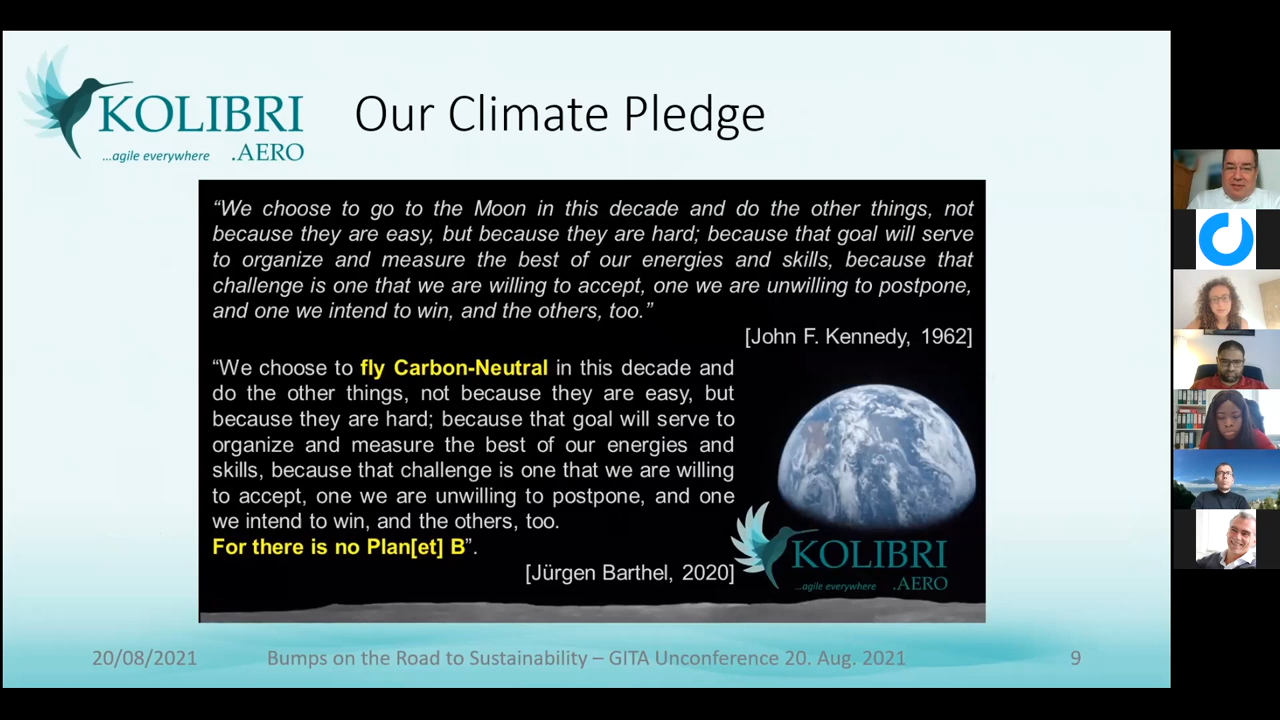 KOLIBRI
...agile everywhere .AERO
Our Climate Pledge
“We choose to go to the Moon in this decade and do the other things, not
because they are easy, but because they are hard; because that goal will serve
to organize and measure the best of our energies and skills, because that
challenge is one that we are willing to accept, one we are unwilling to postpone,
and one we intend to win, and the others, too.”
[John F. Kennedy, 1962]
“We choose to fly Carbon-Neutral in this decade and
do the other things, not because they are easy, but
because they are hard; because that goal will serve to
organize and measure the best of our energies and
skills, because that challenge is one that we are willing
to accept, one we are unwilling to postpone, and one
we intend to win, and the others, too.
For there is no Plan[et] B”.
[Jürgen Barthel, 2020]
KOLIBRI
...agile everywhere .AERO
20/08/2021 Bumps on the Road to Sustainability – GITA Unconference 20. Aug. 2021 9